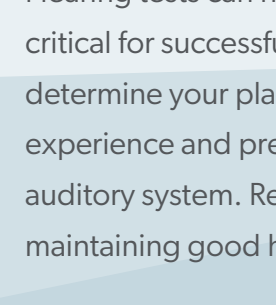 Hearing tests can
critical for successfu
determine your pla
experience and pre
auditory system. Re
maintaining good h